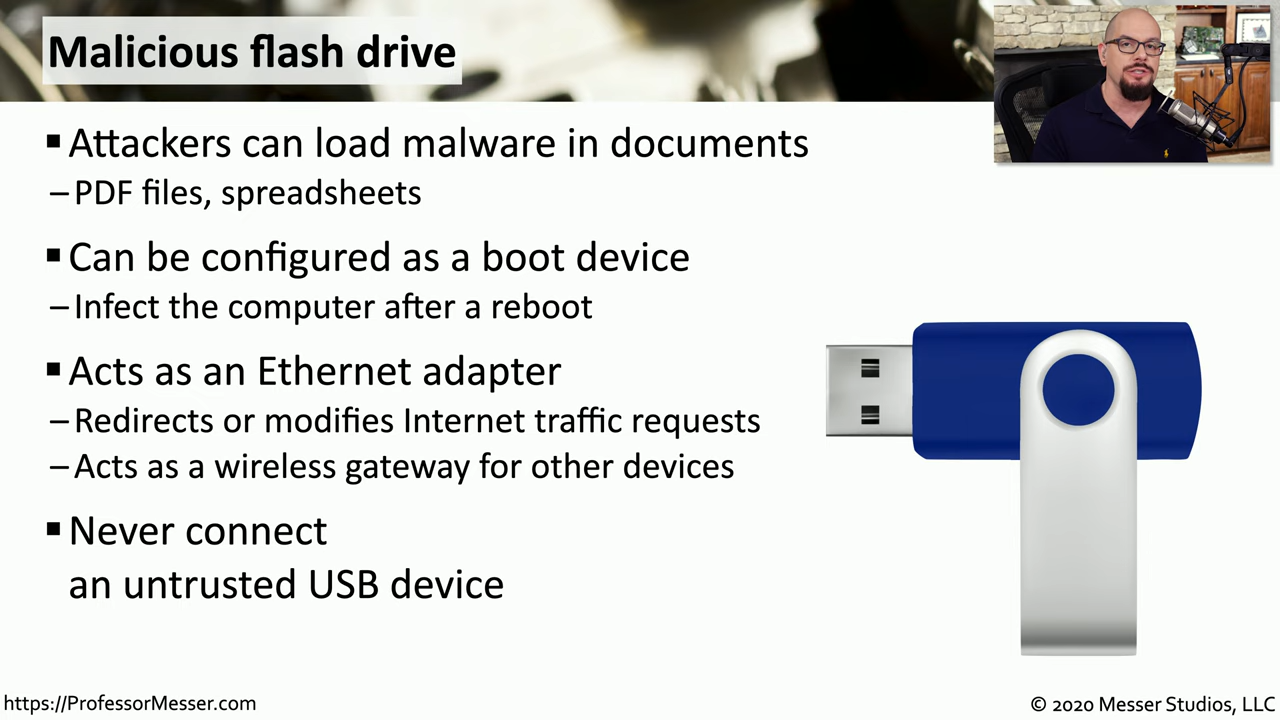 Malicious flash drive
▪ Attackers can load malware in documents
– PDF files, spreadsheets
▪ Can be configured as a boot device
– Infect the computer after a reboot
▪ Acts as an Ethernet adapter
– Redirects or modifies Internet traffic requests
– Acts as a wireless gateway for other devices
▪ Never connect
an untrusted USB device
https://ProfessorMesser.com
© 2020 Messer Studios, LLC